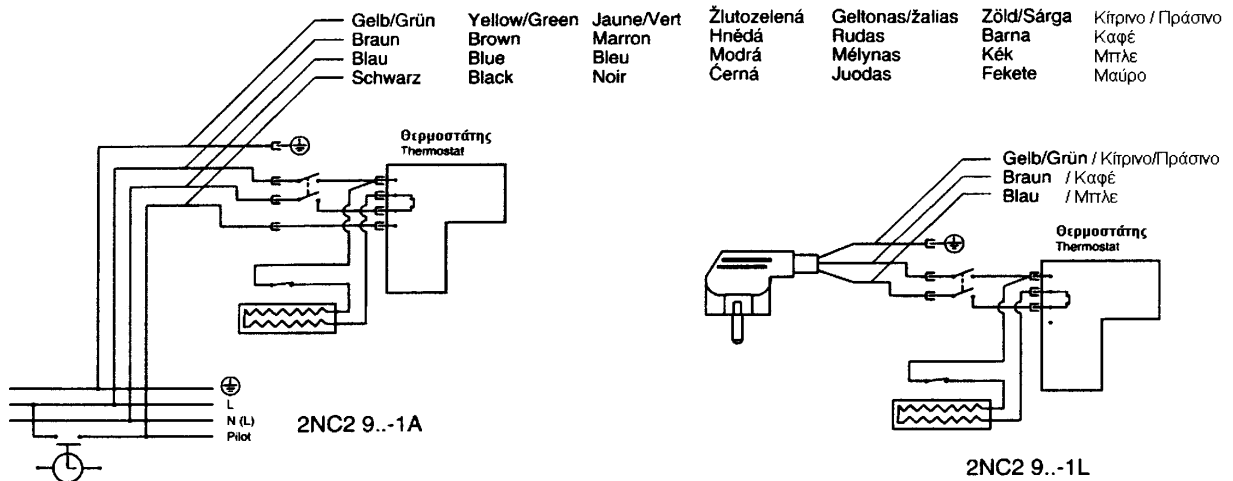 Gelb/Grün Yellow/Green Jaune/Vert Žlutozelená Geltonas/žalias Zöld/Sárga Κίτρινο / Πράσινο
Braun Brown Marron Hnědá Rudas Barna Καφέ
Blau Blue Bleu Modrá Mėlynas Kék Μπλε
Schwarz Black Noir Černá Juodas Fekete Μαύρο
Θερμοστάτης
Thermostat
Gelb/Grün / Κίτρινο/Πράσινο
Braun / Καφέ
Blau / Μπλε
Θερμοστάτης
Thermostat
L
N (L)
Pilot
2NC2 9..-1A
2NC2 9..-1L